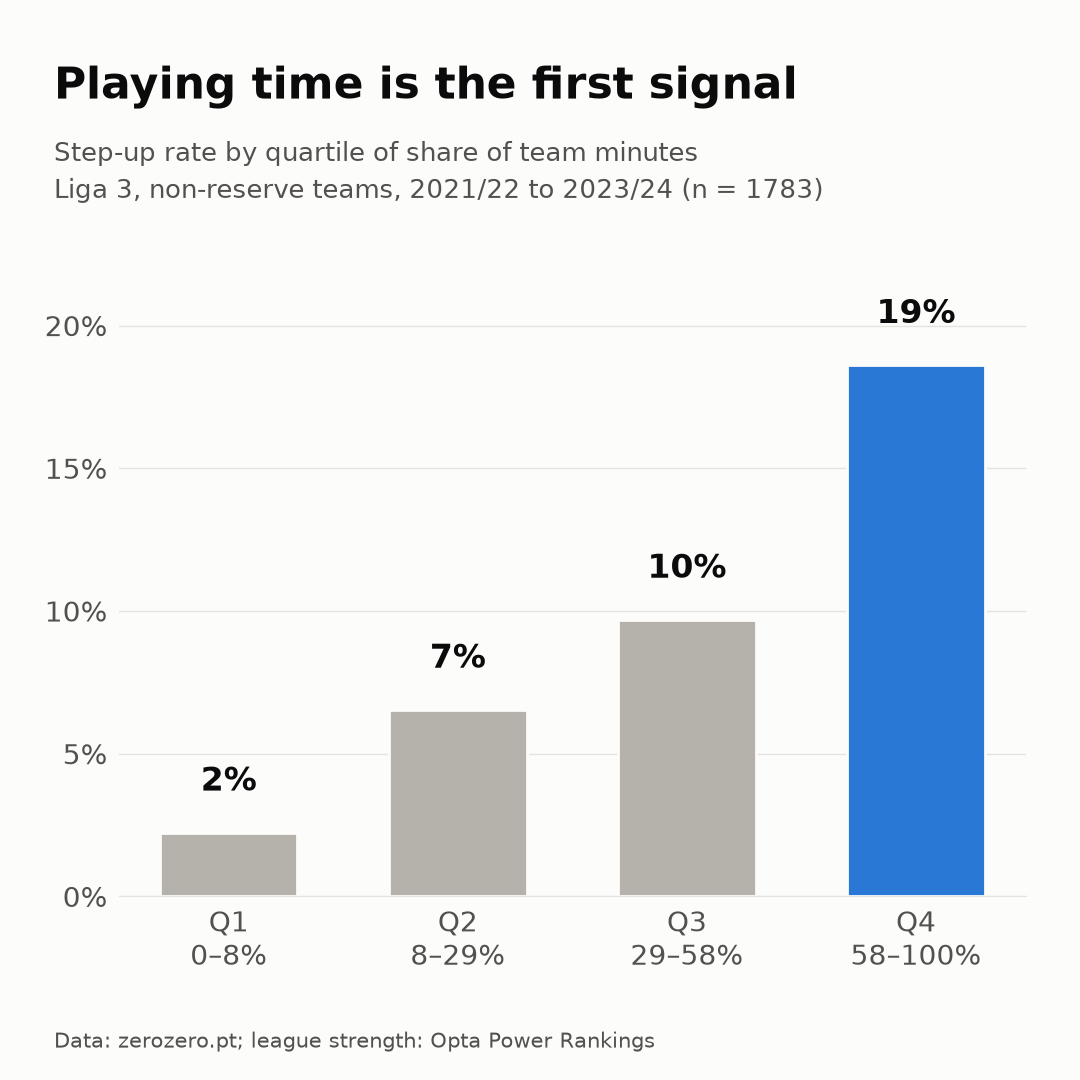 Playing time is the first signal
Step-up rate by quartile of share of team minutes
Liga 3, non-reserve teams, 2021/22 to 2023/24 (n = 1783)
20%
15%
10%
5%
0%
2%
7%
10%
19%
Q1
0–8%
Q2
8–29%
Q3
29–58%
Q4
58–100%
Data: zerozero.pt; league strength: Opta Power Rankings